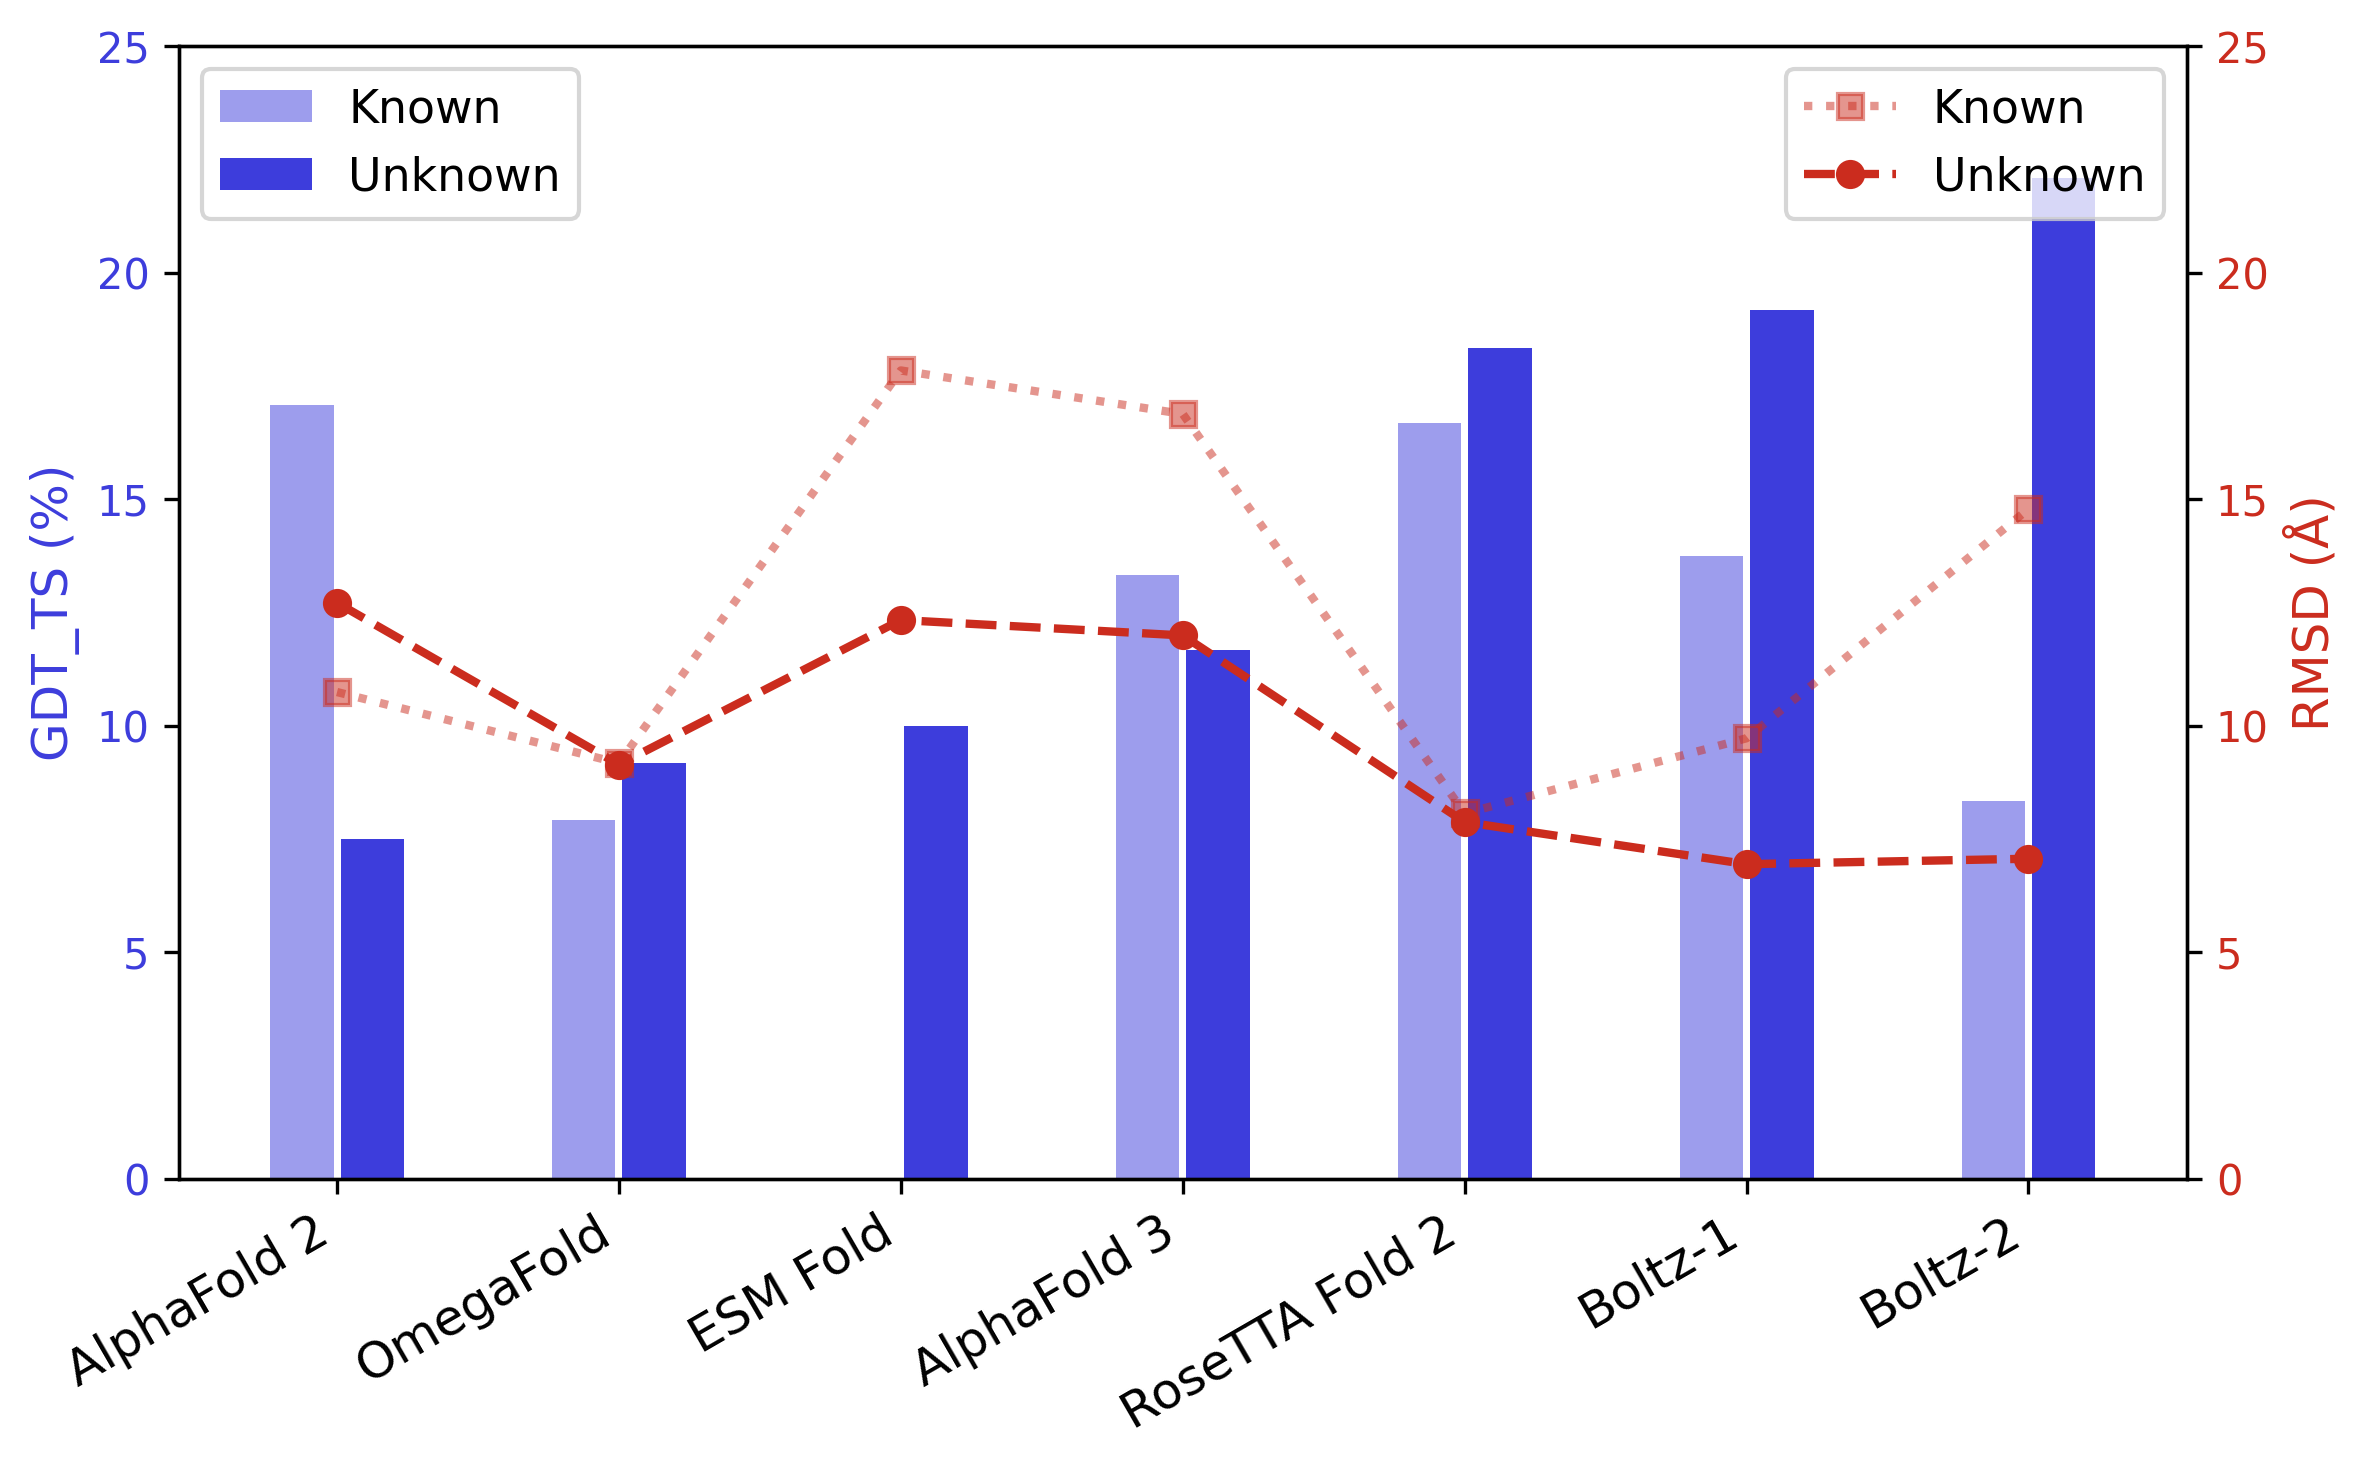 25
20
15
10
5
0
GDT_TS (%)
Known
Unknown
Known
Unknown
25
20
15
10
5
0
RMSD (Å)
AlphaFold 2
OmegaFold
ESM Fold
AlphaFold 3
RoseTTA Fold 2
Boltz-1
Boltz-2